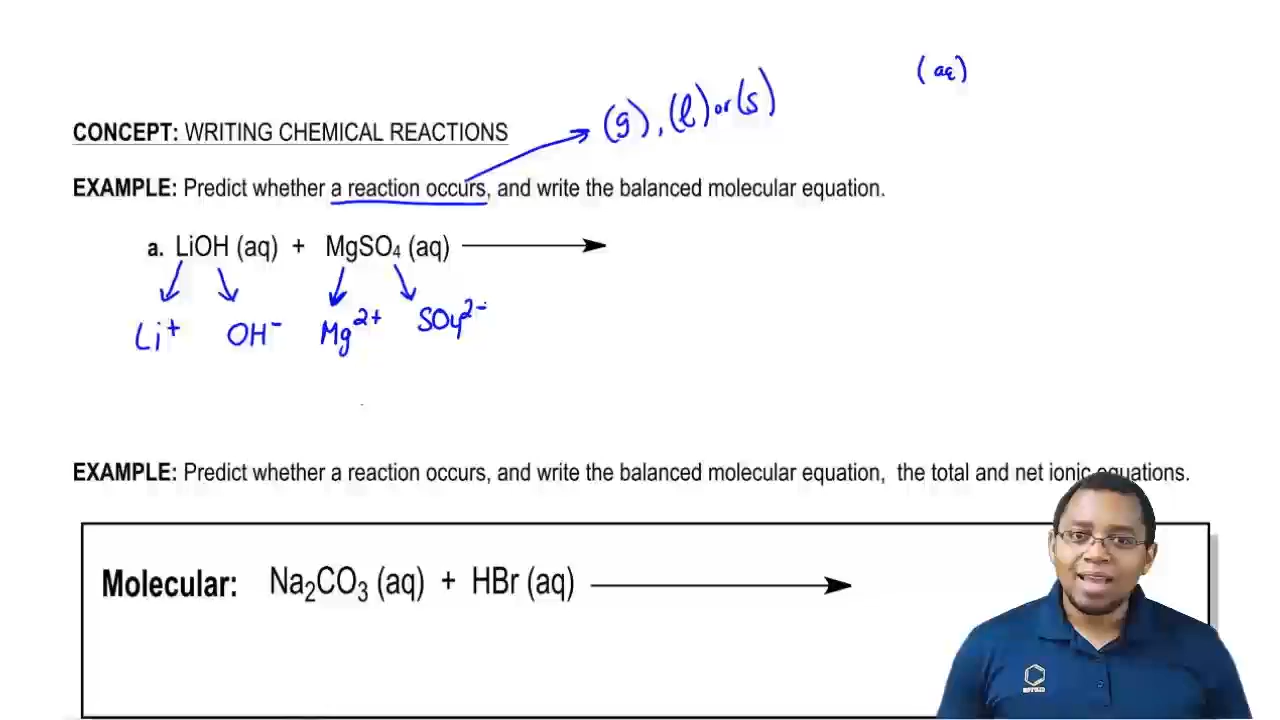 (aq)
(g), (l) or (s)
CONCEPT: WRITING CHEMICAL REACTIONS
EXAMPLE: Predict whether a reaction occurs, and write the balanced molecular equation.
a. LiOH (aq) + MgSO₄ (aq)
Li⁺ OH⁻ Mg²⁺ SO₄²⁻
EXAMPLE: Predict whether a reaction occurs, and write the balanced molecular equation, the total and net ionic equations.
Molecular: Na₂CO₃ (aq) + HBr (aq)